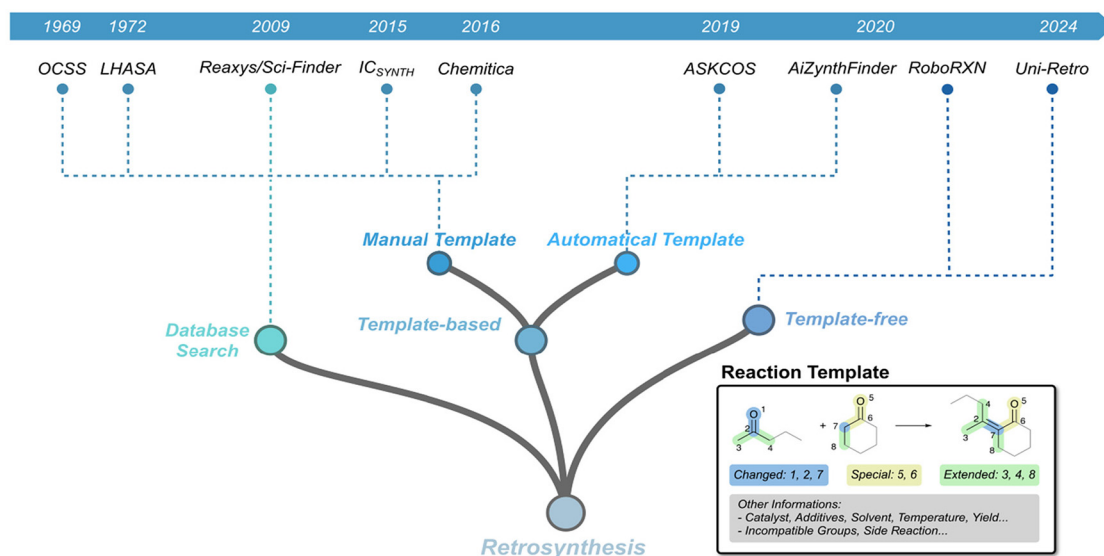 1969 1972 2009 2015 2016 2019 2020 2024
OCSS LHASA Reaxys/Sci-Finder ICSYNTH Chemitica ASKCOS AiZynthFinder RoboRXN Uni-Retro
Manual Template Automatical Template
Database
Search
Template-based
Template-free
Retrosynthesis
Reaction Template
O 1
2
3 4
+
O 5
6
7
8
4
O 5
2 6
3 7
8
Changed: 1, 2, 7 Special: 5, 6 Extended: 3, 4, 8
Other Informations:
- Catalyst, Additives, Solvent, Temperature, Yield...
- Incompatible Groups, Side Reaction...